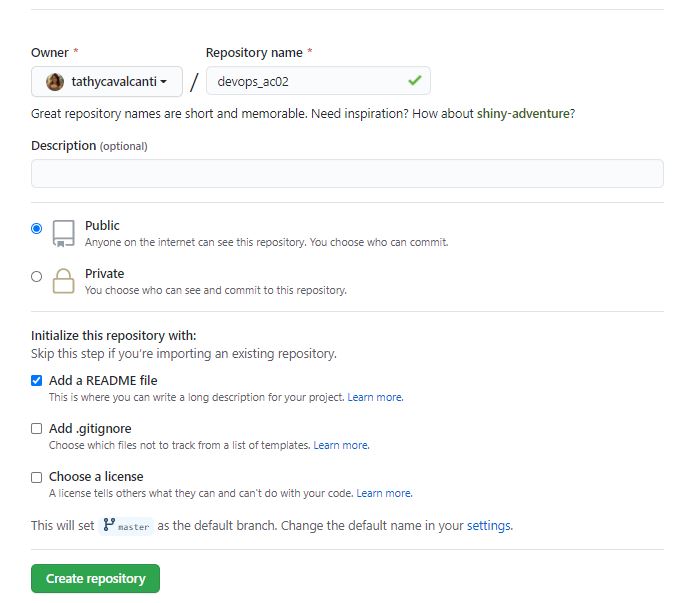 Owner * Repository name *
tathycavalcanti / devops_ac02
Great repository names are short and memorable. Need inspiration? How about shiny-adventure?
Description (optional)
Public
Anyone on the internet can see this repository. You choose who can commit.
Private
You choose who can see and commit to this repository.
Initialize this repository with:
Skip this step if you're importing an existing repository.
Add a README file
This is where you can write a long description for your project. Learn more.
Add .gitignore
Choose which files not to track from a list of templates. Learn more.
Choose a license
A license tells others what they can and can't do with your code. Learn more.
This will set master as the default branch. Change the default name in your settings.
Create repository